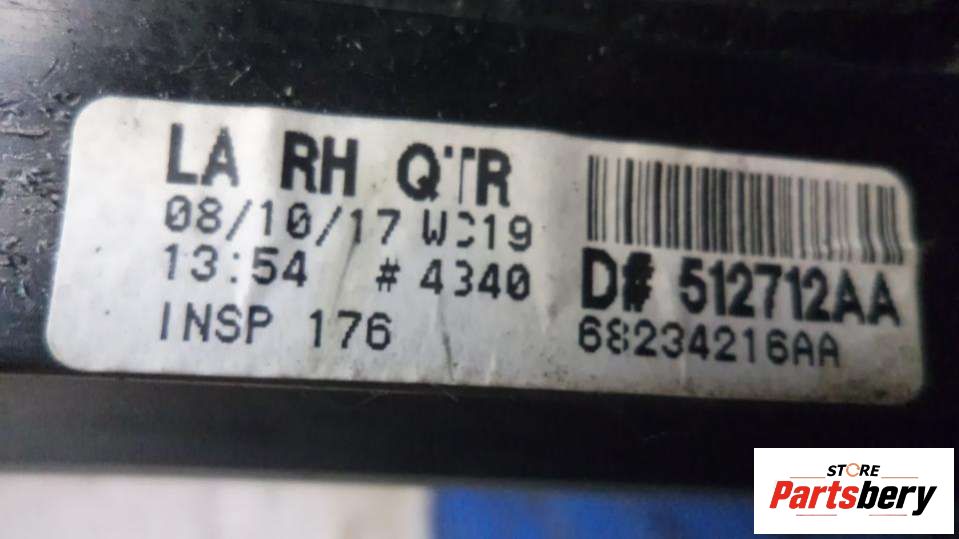 LA RH QTR
08/10/17 WC19
13:54 # 4340
INSP 176
D# 512712AA
68234216AA
STORE
Partsbery